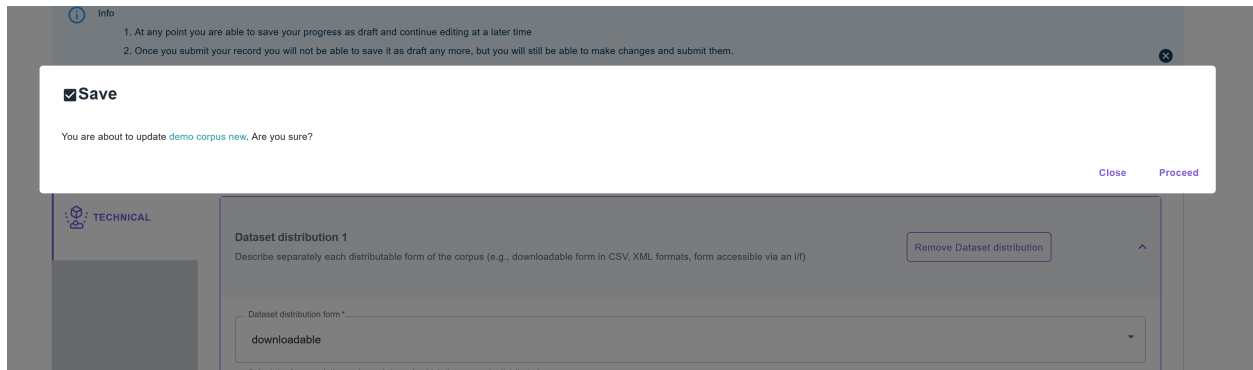 Info
1. At any point you are able to save your progress as draft and continue editing at a later time
2. Once you submit your record you will not be able to save it as draft any more, but you will still be able to make changes and submit them.
Save
You are about to update demo corpus new. Are you sure?
Close Proceed
TECHNICAL
Dataset distribution 1
Remove Dataset distribution
Describe separately each distributable form of the corpus (e.g., downloadable form in CSV, XML formats, form accessible via an i/f)
Dataset distribution form *
downloadable